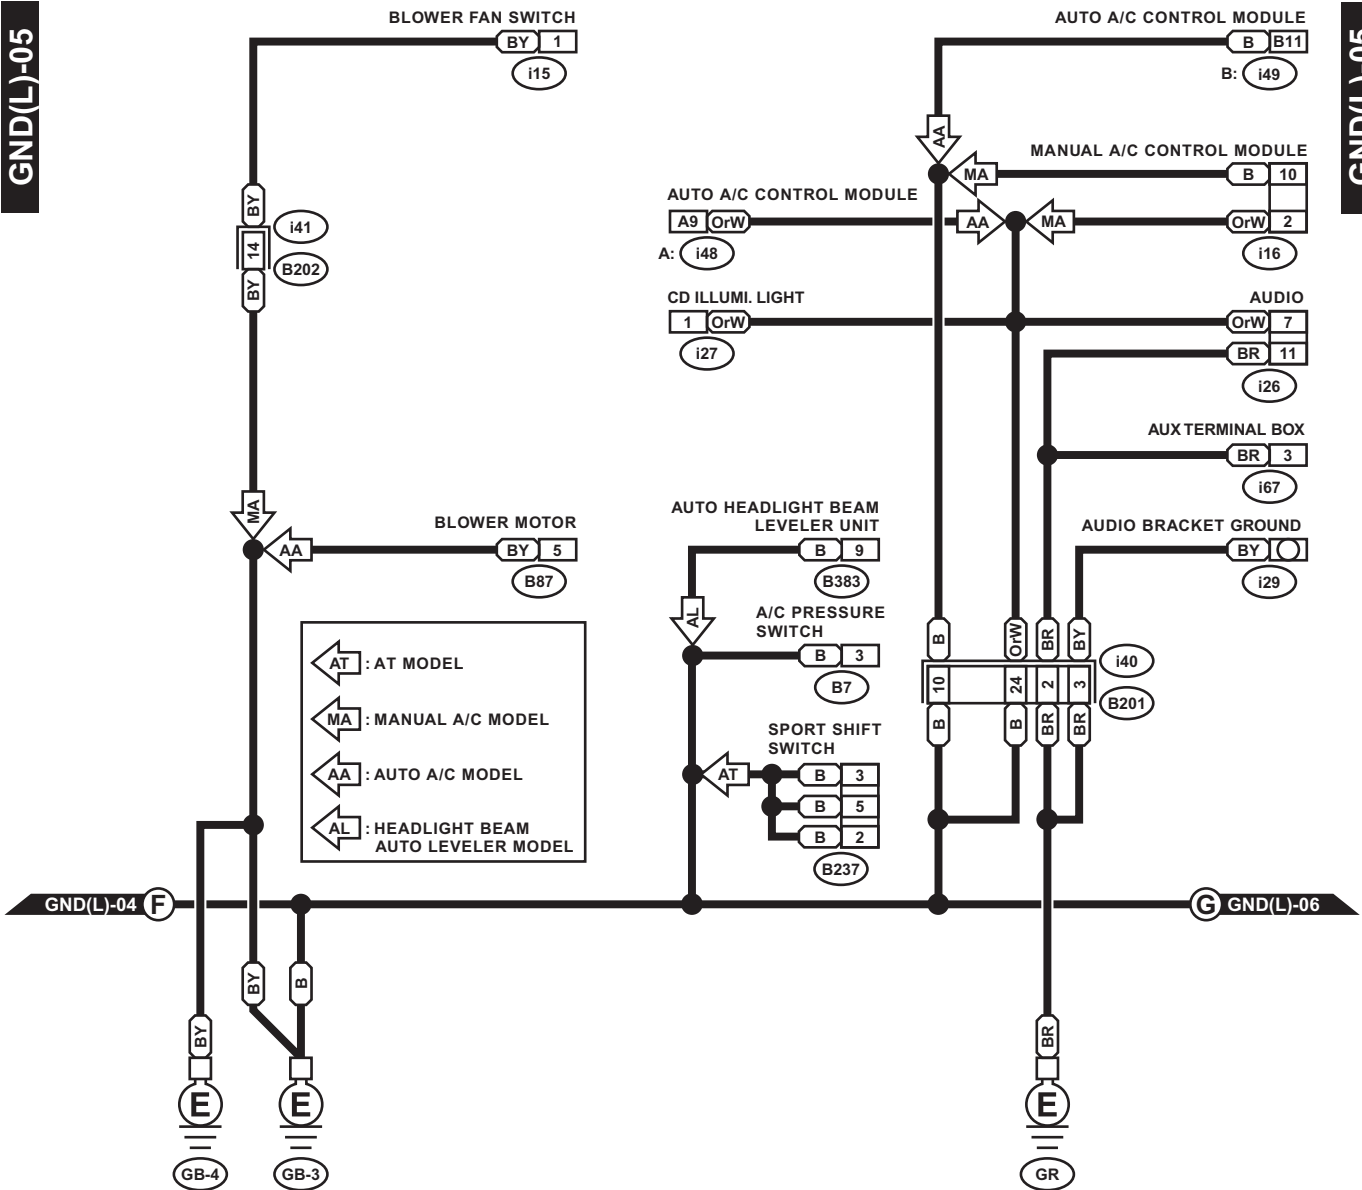 GND(L)-05
GND(L)-05
BLOWER FAN SWITCH
BY 1
i15
BY
14
BY
i41
B202
MA
AA
BLOWER MOTOR
BY 5
B87
AT : AT MODEL
MA : MANUAL A/C MODEL
AA : AUTO A/C MODEL
AL : HEADLIGHT BEAM
AUTO LEVELER MODEL
AUTO A/C CONTROL MODULE
B B11
B: i49
AA
MANUAL A/C CONTROL MODULE
MA B 10
AUTO A/C CONTROL MODULE
A9 OrW AA MA OrW 2
A: i48
i16
CD ILLUMI. LIGHT
1 OrW
i27
AUDIO
OrW 7
BR 11
i26
AUX TERMINAL BOX
BR 3
i67
AUDIO BRACKET GROUND
BY
i29
AUTO HEADLIGHT BEAM
LEVELER UNIT
B 9
B383
AL
A/C PRESSURE
SWITCH
B 3
B7
SPORT SHIFT
SWITCH
AT B 3
B 5
B 2
B237
B OrW BR BY
10 24 2 3
B B BR BR
i40
B201
GND(L)-04 F
G GND(L)-06
BY B
BY BR
E E E
GB-4 GB-3 GR